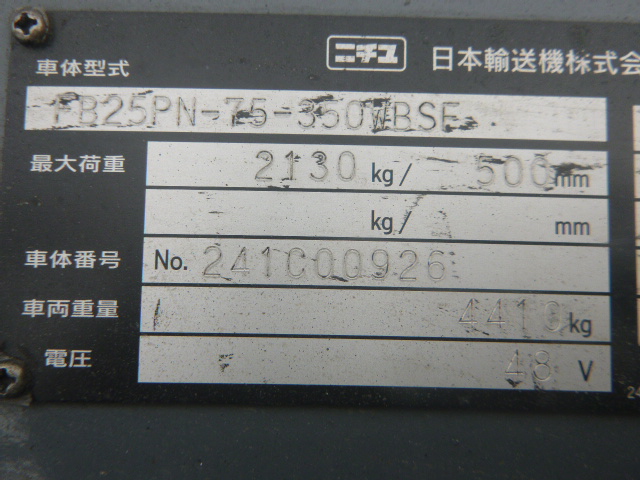 ニチユ 日本輸送機株式会
車体型式
FB25PN-75-350WBSF
最大荷重 2130 kg/ 500 mm
kg/ mm
車体番号 No. 241C00926
車両重量 4410 kg
電圧 48 V